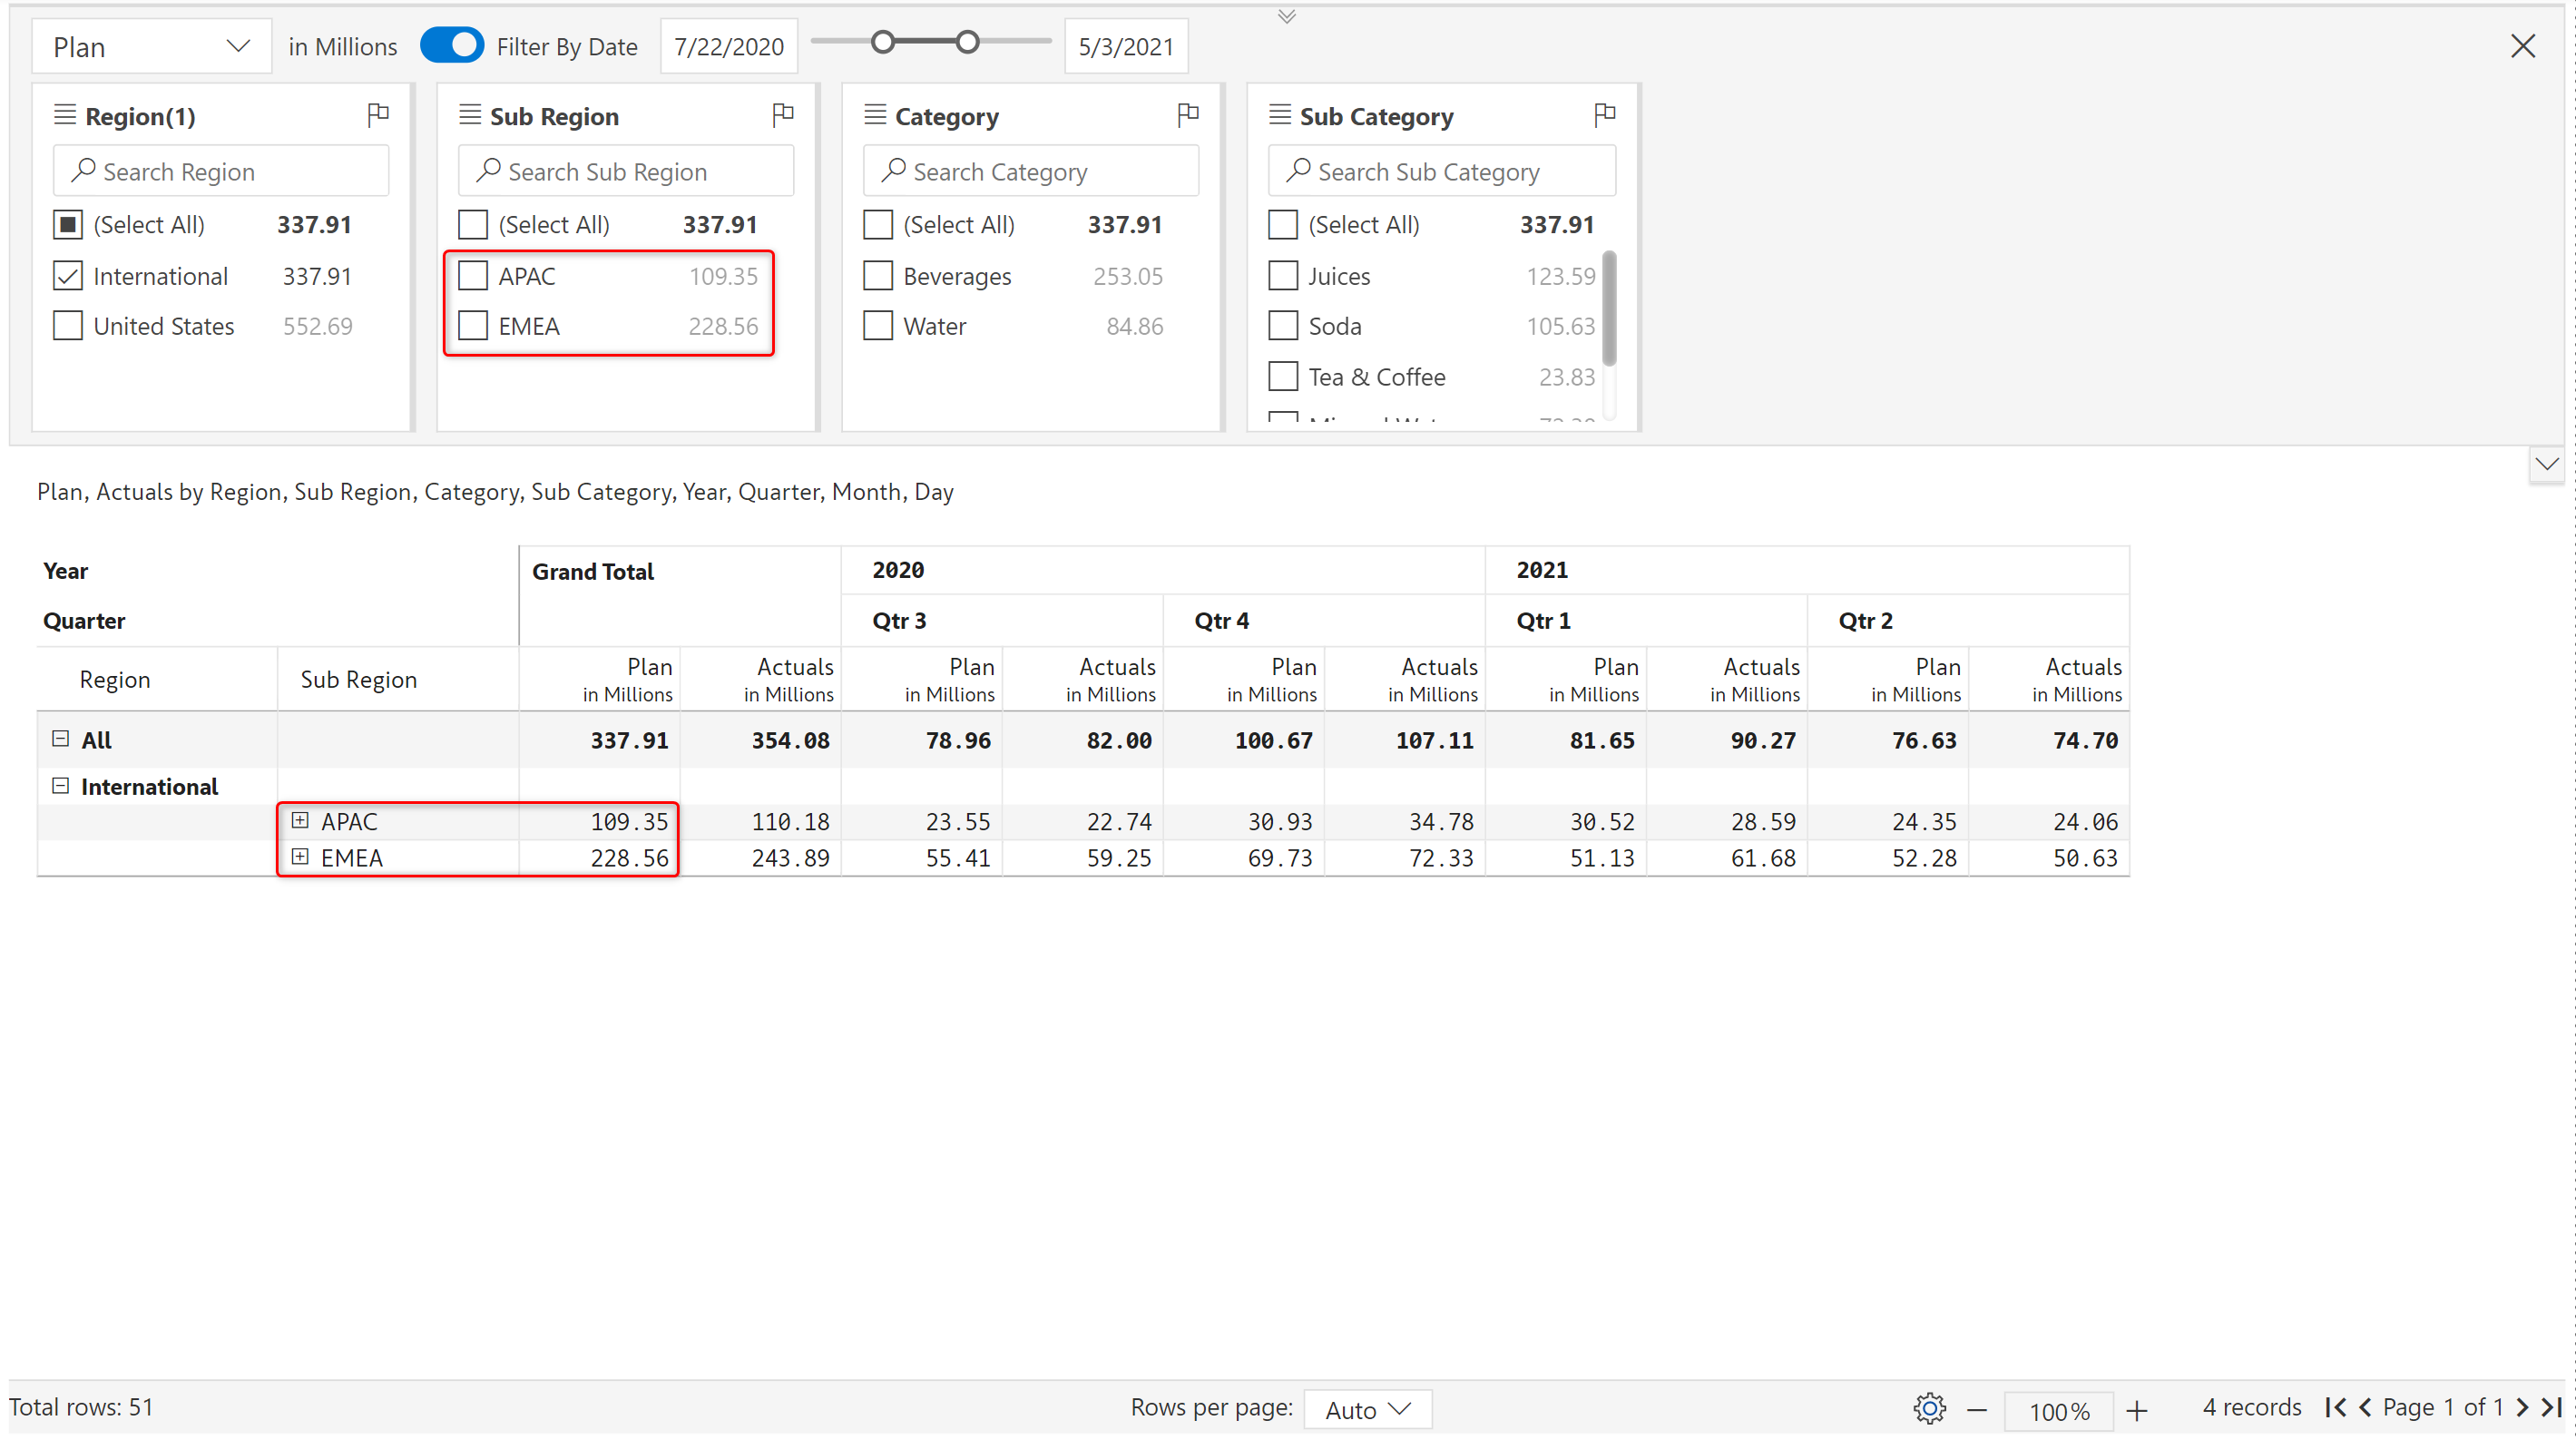 Plan in Millions Filter By Date 7/22/2020 5/3/2021
Region(1) Sub Region Category Sub Category
Search Region Search Sub Region Search Category Search Sub Category
(Select All) 337.91 (Select All) 337.91 (Select All) 337.91 (Select All) 337.91
International 337.91 APAC 109.35 Beverages 253.05 Juices 123.59
United States 552.69 EMEA 228.56 Water 84.86 Soda 105.63
Tea & Coffee 23.83
Plan, Actuals by Region, Sub Region, Category, Sub Category, Year, Quarter, Month, Day
Year Grand Total 2020 2021
Quarter Qtr 3 Qtr 4 Qtr 1 Qtr 2
Region Sub Region Plan Actuals Plan Actuals Plan Actuals Plan Actuals Plan Actuals
in Millions in Millions in Millions in Millions in Millions in Millions in Millions in Millions in Millions in Millions
All 337.91 354.08 78.96 82.00 100.67 107.11 81.65 90.27 76.63 74.70
International
APAC 109.35 110.18 23.55 22.74 30.93 34.78 30.52 28.59 24.35 24.06
EMEA 228.56 243.89 55.41 59.25 69.73 72.33 51.13 61.68 52.28 50.63
Total rows: 51 Rows per page: Auto 100% 4 records Page 1 of 1